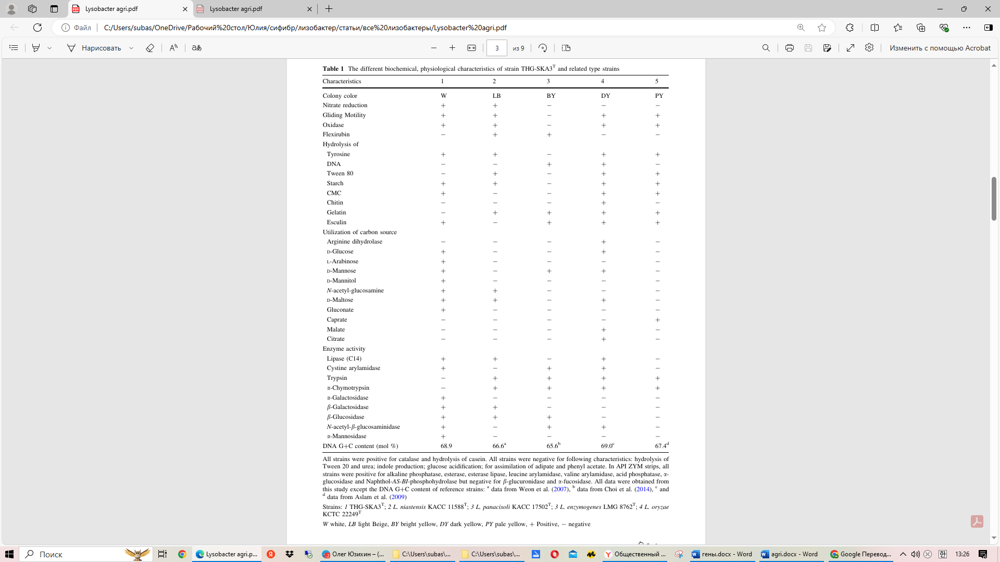 Lysobacter agri.pdf
Lysobacter agri.pdf
Файл
C:/Users/subas/OneDrive/Рабочий%20стол/Юлия/сифибр/лизобактер/статьи/все%20лизобактеры/Lysobacter%20agri.pdf
Нарисовать
аあ
3
из 9
Изменить с помощью Acrobat
Table 1 The different biochemical, physiological characteristics of strain THG-SKA3T and related type strains
Characteristics 1 2 3 4 5
Colony color W LB BY DY PY
Nitrate reduction + + − − −
Gliding Motility + + − + +
Oxidase + + − + +
Flexirubin − + + − −
Hydrolysis of
Tyrosine + + − + +
DNA − − + + −
Tween 80 − + − + +
Starch + + − + +
CMC + − − + +
Chitin − − − + −
Gelatin − + + + +
Esculin + − + + +
Utilization of carbon source
Arginine dihydrolase − − − + −
D-Glucose + − − + −
L-Arabinose + − − − −
D-Mannose + − + + −
D-Mannitol + − − − −
N-acetyl-glucosamine + + − − −
D-Maltose + + − + −
Gluconate + − − − −
Caprate − − − − +
Malate − − − + −
Citrate − − − + −
Enzyme activity
Lipase (C14) + + − + −
Cystine arylamidase + − + + −
Trypsin − + + + +
α-Chymotrypsin − + + + +
α-Galactosidase + − − − −
β-Galactosidase + + − − −
β-Glucosidase + + + − −
N-acetyl-β-glucosaminidase + − + + −
α-Mannosidase + − − − −
DNA G+C content (mol %) 68.9 66.6a 65.6b 69.0c 67.4d
All strains were positive for catalase and hydrolysis of casein. All strains were negative for following characteristics: hydrolysis of
Tween 20 and urea; indole production; glucose acidification; for assimilation of adipate and phenyl acetate. In API ZYM strips, all
strains were positive for alkaline phosphatase, esterase, esterase lipase, leucine arylamidase, valine arylamidase, acid phosphatase, α-
glucosidase and Naphthol-AS-BI-phosphohydrolase but negative for β-glucuronidase and α-fucosidase. All data were obtained from
this study except the DNA G+C content of reference strains: a data from Weon et al. (2007), b data from Choi et al. (2014), c and
d data from Aslam et al. (2009)
Strains: 1 THG-SKA3T; 2 L. niastensis KACC 11588T; 3 L. panacisoli KACC 17502T; 3 L. enzymogenes LMG 8762T; 4 L. oryzae
KCTC 22249T
W white, LB light Beige, BY bright yellow, DY dark yellow, PY pale yellow, + Positive, − negative
Поиск
Lysobacter agri.p...
Олег Юзихин – (...
C:\Users\subas\...
C:\Users\subas\...
Общественный ...
гены.docx - Word
agri.docx - Word
Google Перевод...
한
13:26